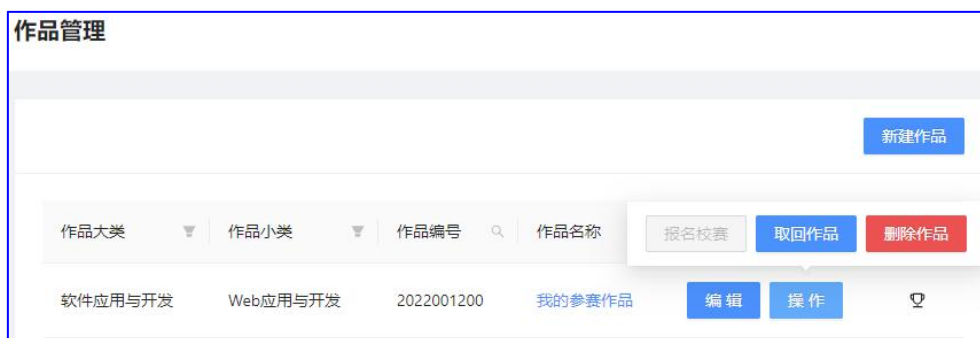 作品管理
新建作品
作品大类 作品小类 作品编号 作品名称 报名校赛 取回作品 删除作品
软件应用与开发 Web应用与开发 2022001200 我的参赛作品 编辑 操作